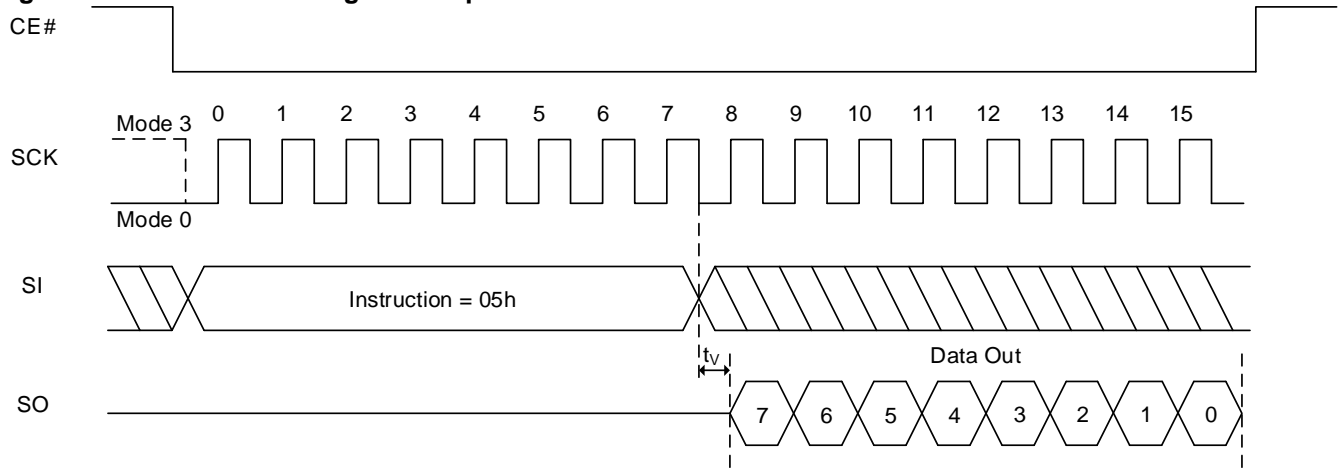 CE#
Mode 3
0 1 2 3 4 5 6 7 8 9 10 11 12 13 14 15
SCK
Mode 0
SI
Instruction = 05h
tV
Data Out
SO
7 6 5 4 3 2 1 0